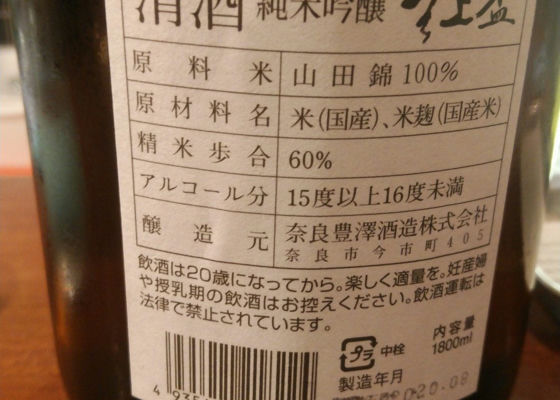 清酒 純米吟醸
原料米 山田錦100%
原材料名 米(国産)、米麹(国産米)
精米歩合 60%
アルコール分 15度以上16度未満
醸造元 奈良豊澤酒造株式会社
奈良市今市町405
飲酒は20歳になってから。楽しく適量を。妊産婦
や授乳期の飲酒はお控えください。飲酒運転は
法律で禁止されています。
プラ 中栓
内容量
1800ml
製造年月
2020.08
4 935